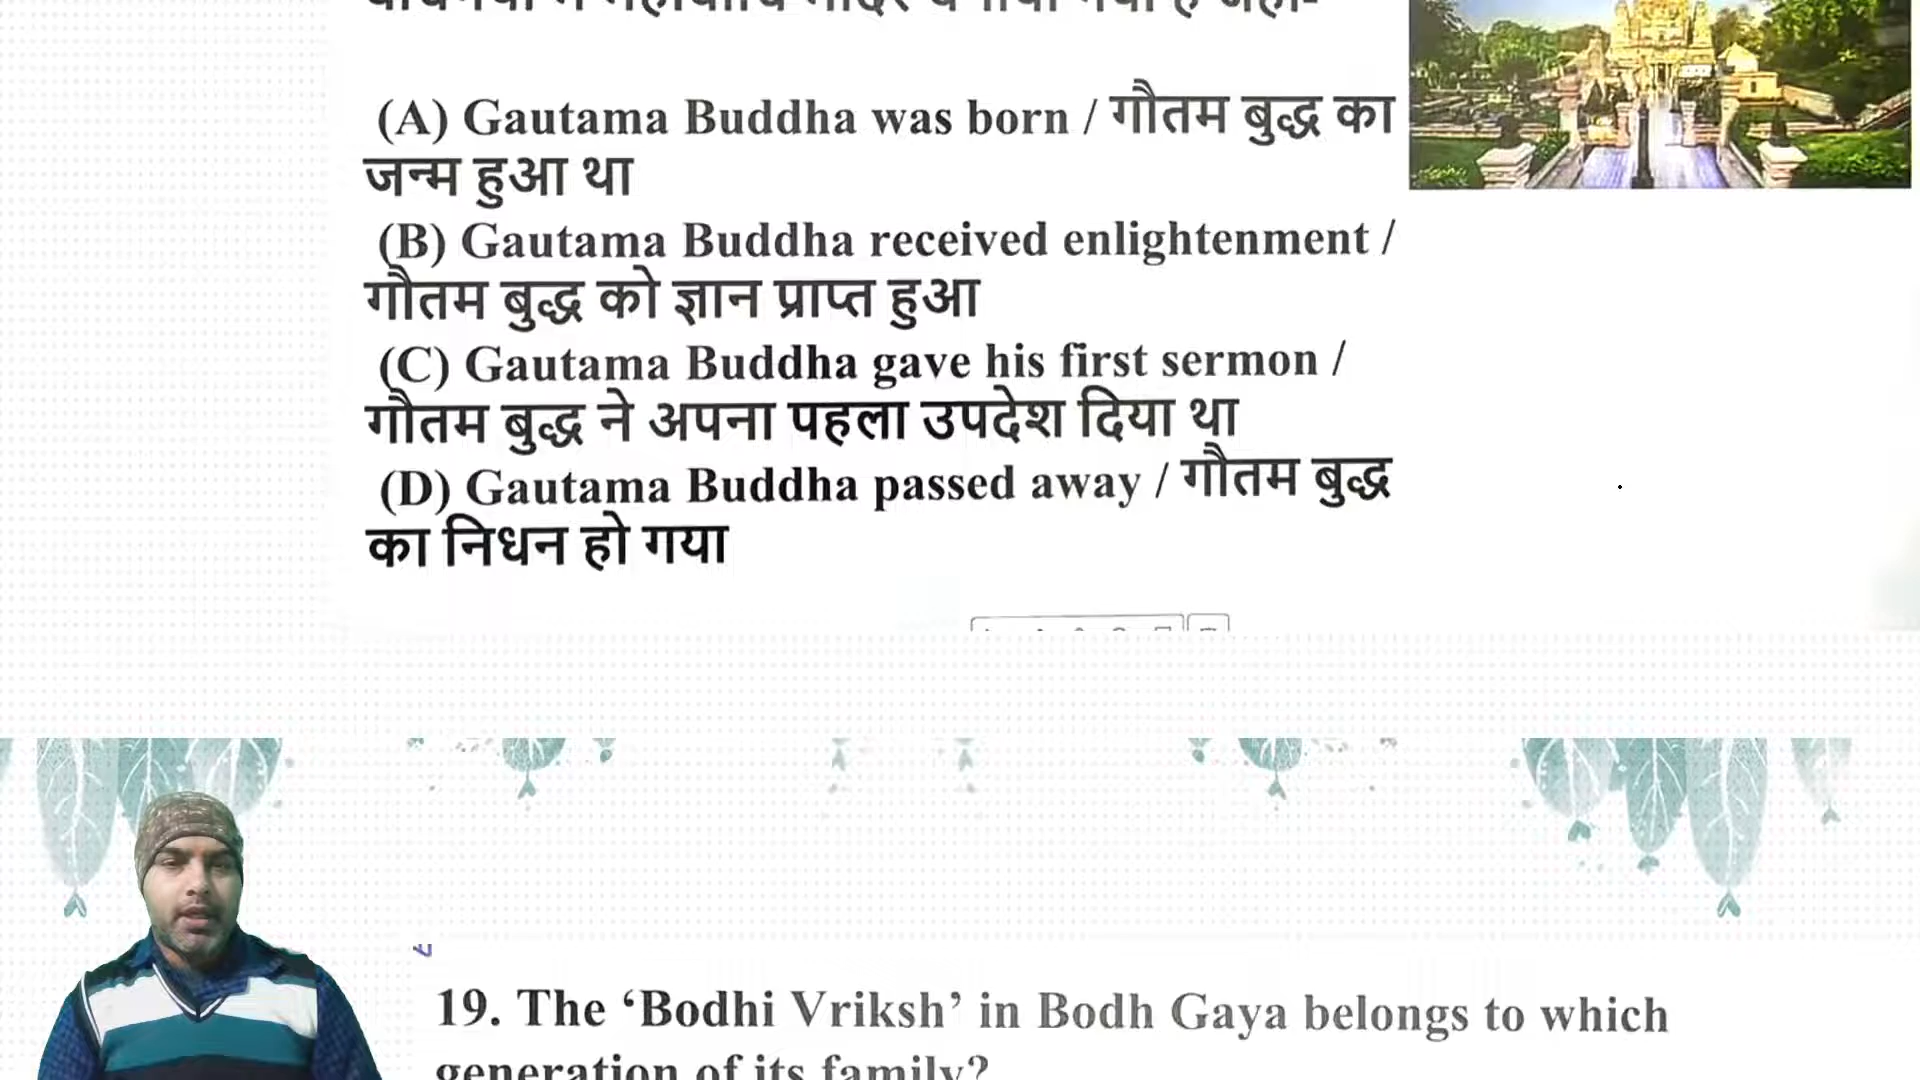 (A) Gautama Buddha was born / गौतम बुद्ध का
जन्म हुआ था
(B) Gautama Buddha received enlightenment /
गौतम बुद्ध को ज्ञान प्राप्त हुआ
(C) Gautama Buddha gave his first sermon /
गौतम बुद्ध ने अपना पहला उपदेश दिया था
(D) Gautama Buddha passed away / गौतम बुद्ध
का निधन हो गया
19. The ‘Bodhi Vriksh’ in Bodh Gaya belongs to which
generation of its family?